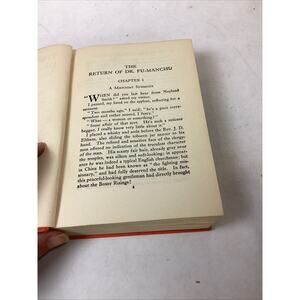 THE
RETURN OF DR. FU-MANCHU
CHAPTER I
A MIDNIGHT SUMMONS
"WHEN did you last hear from Nayland
Smith?" asked my visitor.
I paused, my hand on the syphon, reflecting for a
moment.
"Two months ago," I said; "he's a poor corre-
spondent and rather soured, I fancy."
"What—a woman or something?"
"Some affair of that sort. He's such a reticent
beggar, I really know very little about it."
I placed a whisky and soda before the Rev. J. D.
Eltham, also sliding the tobacco jar nearer to his
hand. The refined and sensitive face of the clergy-
man offered no indication of the truculent character
of the man. His scanty fair hair, already gray over
the temples, was silken and soft-looking; in appear-
ance he was indeed a typical English churchman; but
in China he had been known as "the fighting mis-
sionary," and had fully deserved the title. In fact,
this peaceful-looking gentleman had directly brought
about the Boxer Risings!